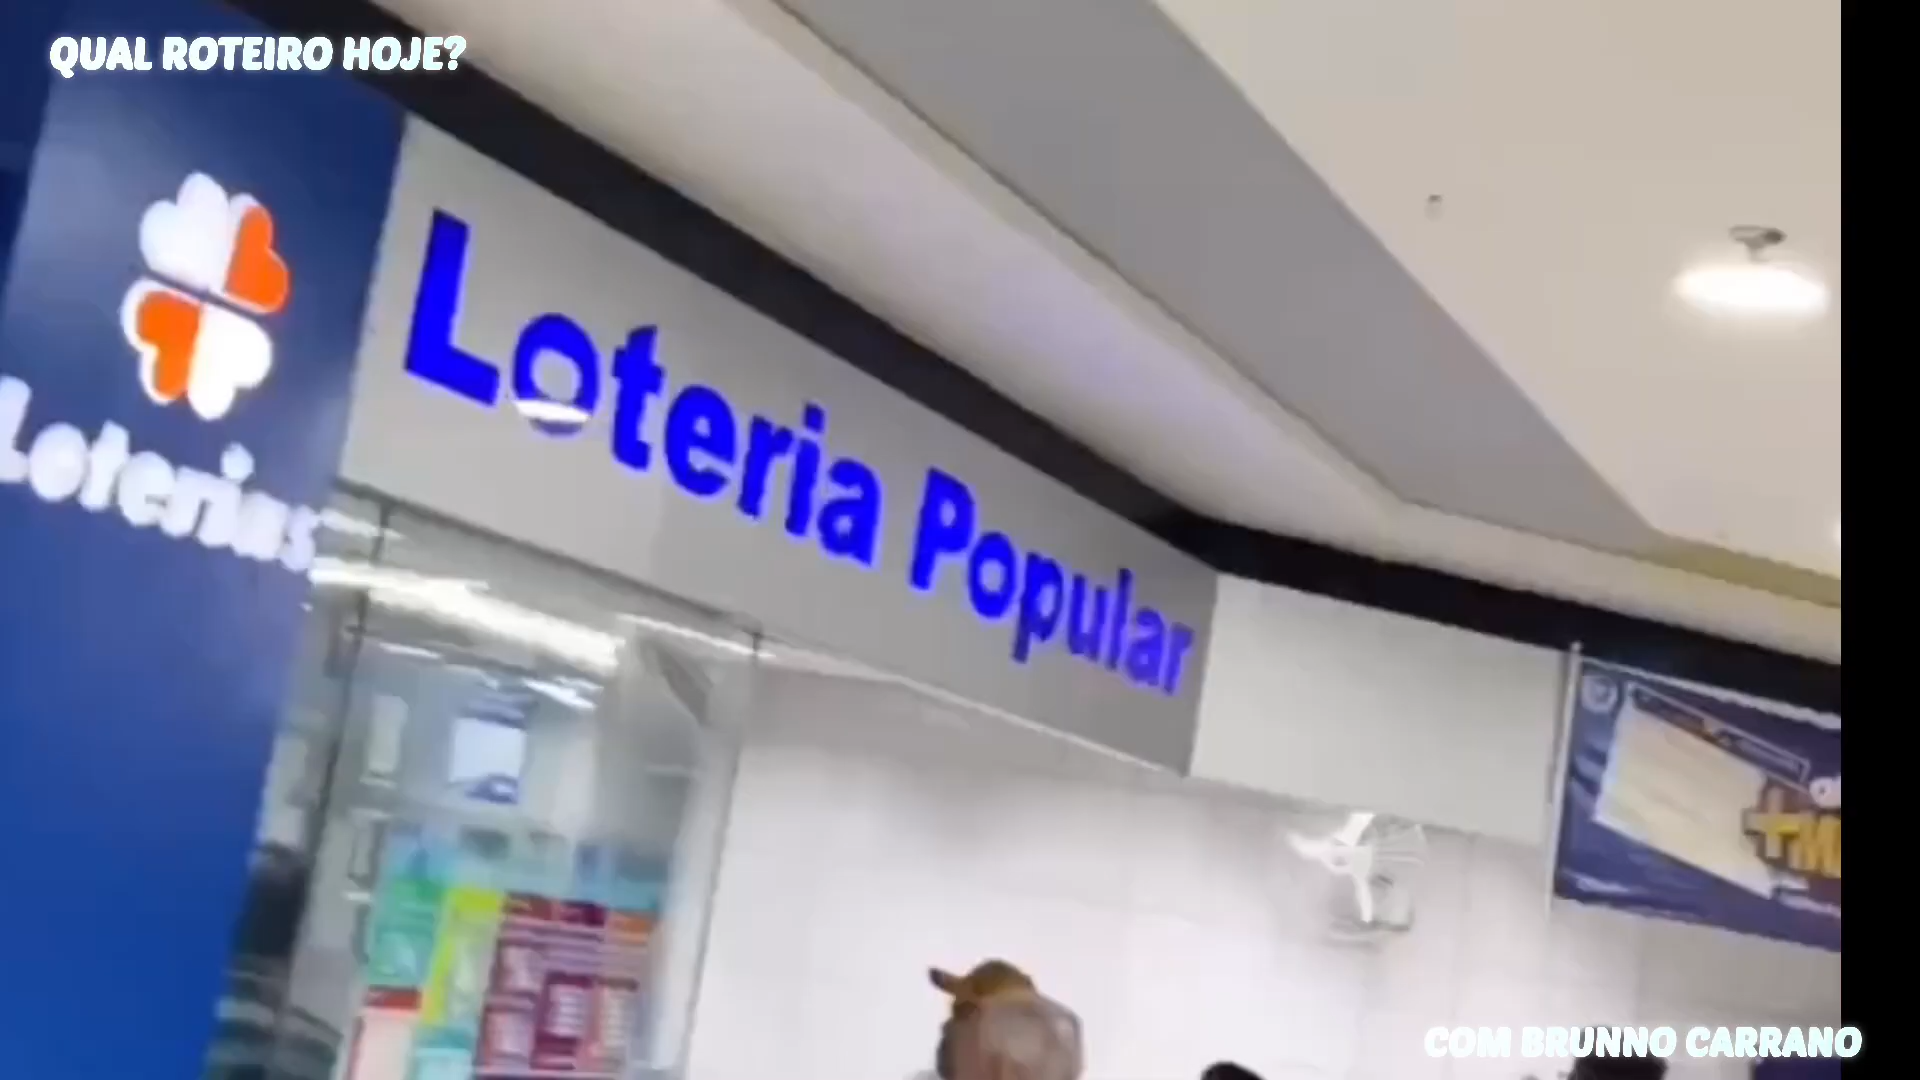 QUAL ROTEIRO HOJE?
Loterias
Loteria Popular
COM BRUNNO CARRANO